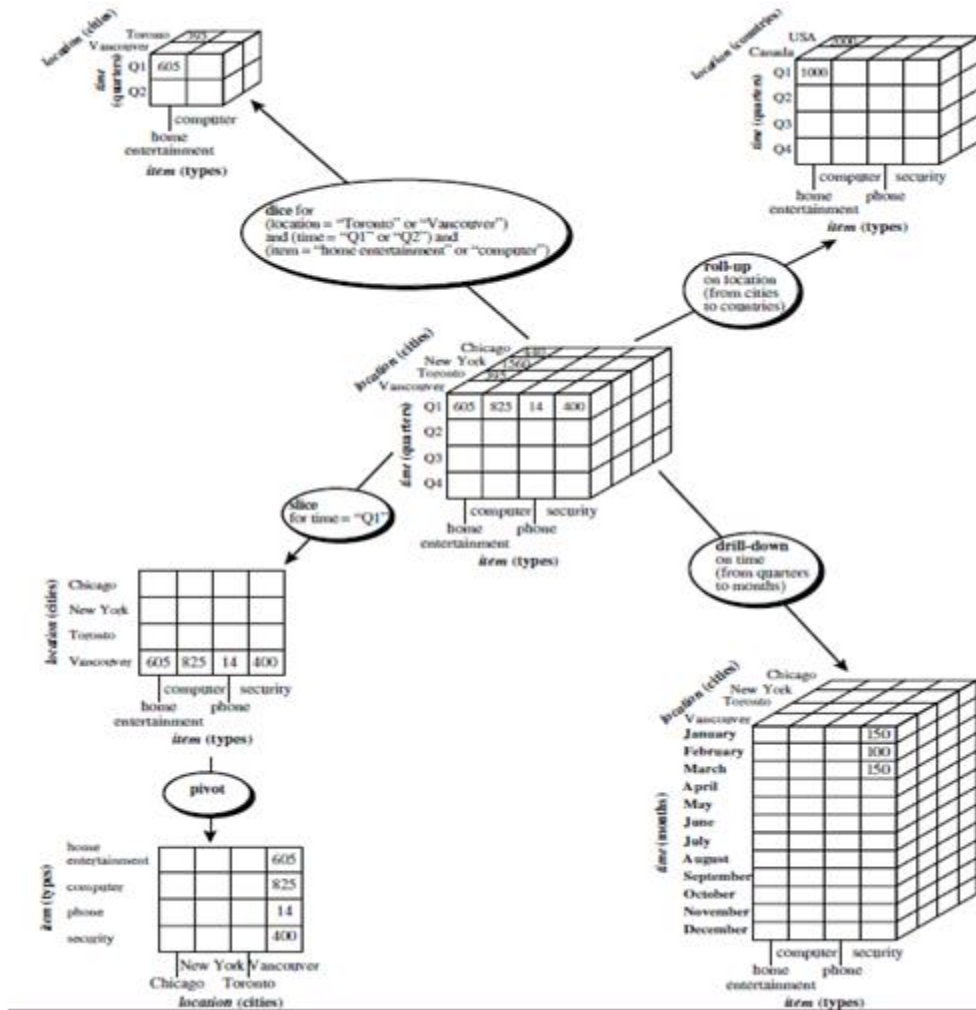 location (cities)
Toronto 395
Vancouver
Q1 605
Q2
time (quarters)
computer
home
entertainment
item (types)
location (countries)
USA 2000
Canada
Q1 1000
Q2
Q3
Q4
time (quarters)
computer security
home phone
entertainment
item (types)
dice for
(location = "Toronto" or "Vancouver")
and (time = "Q1" or "Q2") and
(item = "home entertainment" or "computer")
roll-up
on location
(from cities
to countries)
location (cities)
Chicago 440
New York 1560
Toronto 395
Vancouver
Q1 605 825 14 400
Q2
Q3
Q4
time (quarters)
computer security
home phone
entertainment
item (types)
slice
for time = "Q1"
drill-down
on time
(from quarters
to months)
location (cities)
Chicago
New York
Toronto
Vancouver 605 825 14 400
computer security
home phone
entertainment
item (types)
pivot
item (types)
home
entertainment 605
computer 825
phone 14
security 400
New York Vancouver
Chicago Toronto
location (cities)
location (cities)
Chicago
New York
Toronto
Vancouver
January 150
February 100
March 150
April
May
June
July
August
September
October
November
December
time (months)
computer security
home phone
entertainment
item (types)